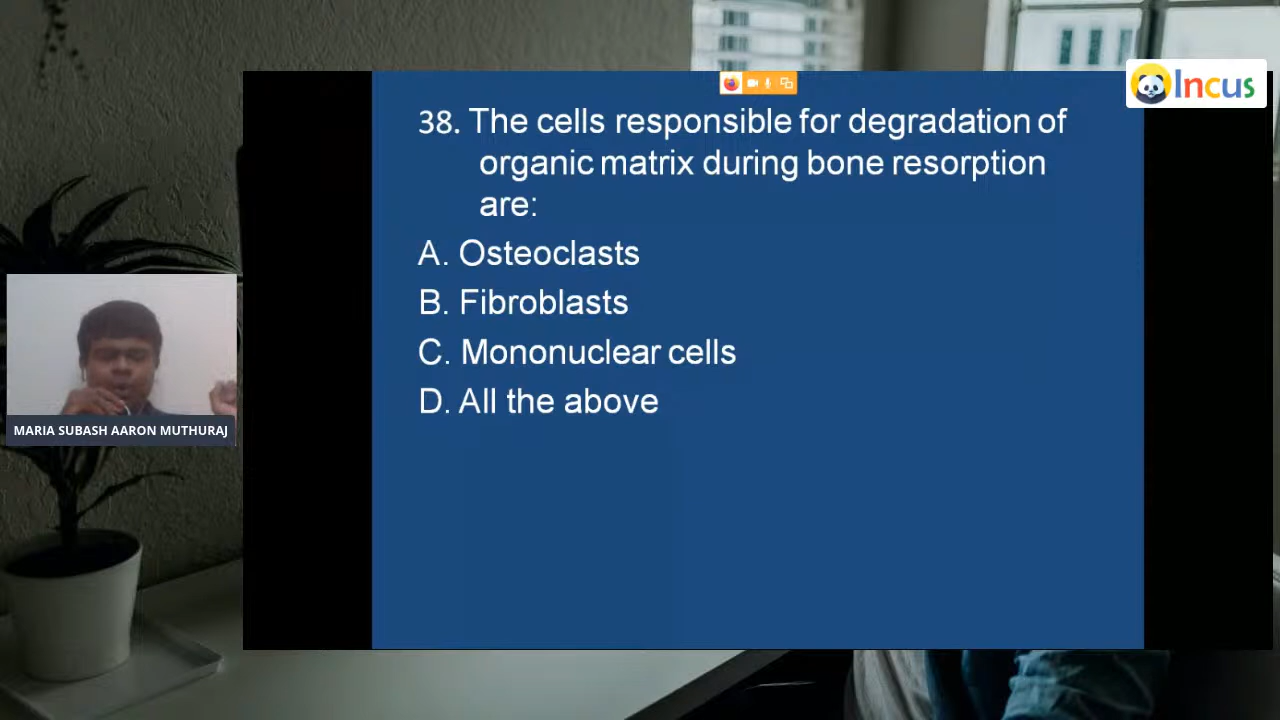 Incus
38. The cells responsible for degradation of
organic matrix during bone resorption
are:
A. Osteoclasts
B. Fibroblasts
C. Mononuclear cells
D. All the above
MARIA SUBASH AARON MUTHURAJ